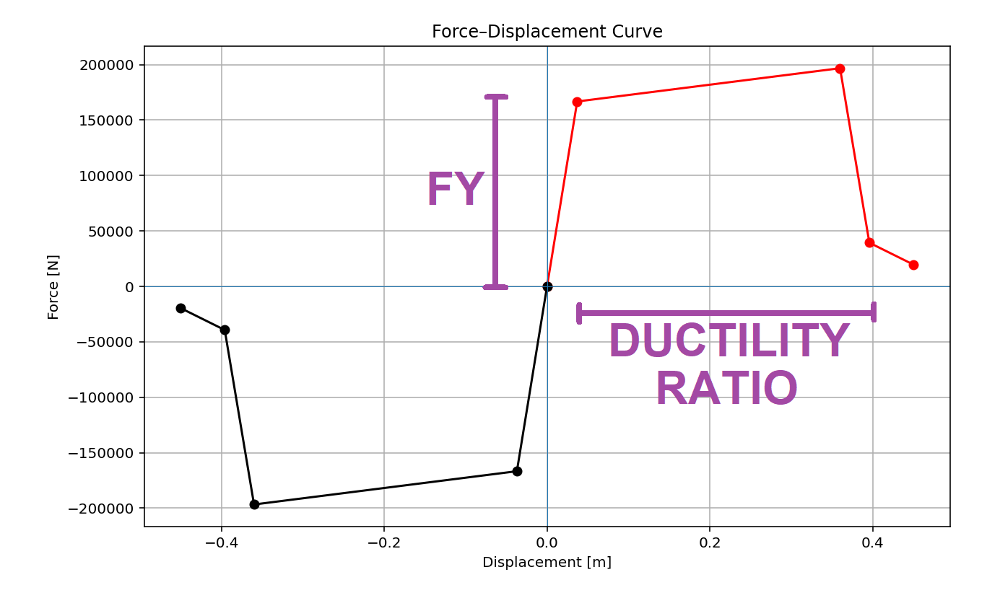 Force–Displacement Curve
200000
150000
100000
50000
0
−50000
−100000
−150000
−200000
Force [N]
FY
DUCTILITY
RATIO
−0.4
−0.2
0.0
0.2
0.4
Displacement [m]